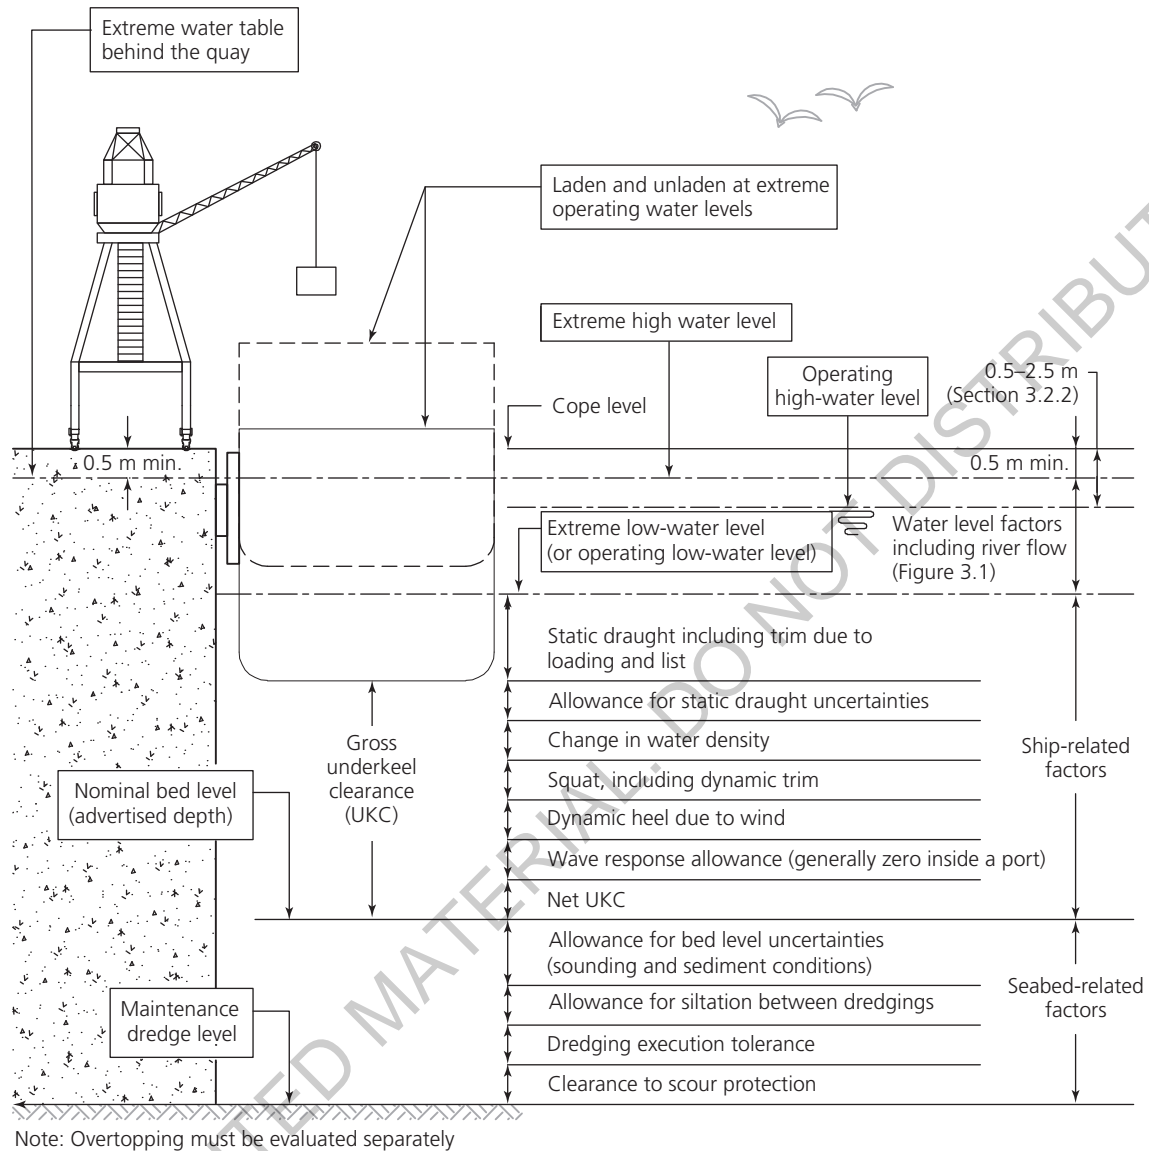 Extreme water table
behind the quay
Laden and unladen at extreme
operating water levels
Extreme high water level
Operating
high-water level
0.5–2.5 m
(Section 3.2.2)
Cope level
0.5 m min.
0.5 m min.
Extreme low-water level
(or operating low-water level)
Water level factors
including river flow
(Figure 3.1)
Static draught including trim due to
loading and list
Allowance for static draught uncertainties
Change in water density
Squat, including dynamic trim
Dynamic heel due to wind
Wave response allowance (generally zero inside a port)
Net UKC
Gross
underkeel
clearance
(UKC)
Ship-related
factors
Nominal bed level
(advertised depth)
Allowance for bed level uncertainties
(sounding and sediment conditions)
Allowance for siltation between dredgings
Dredging execution tolerance
Clearance to scour protection
Seabed-related
factors
Maintenance
dredge level
Note: Overtopping must be evaluated separately
MATERIAL. DO NOT